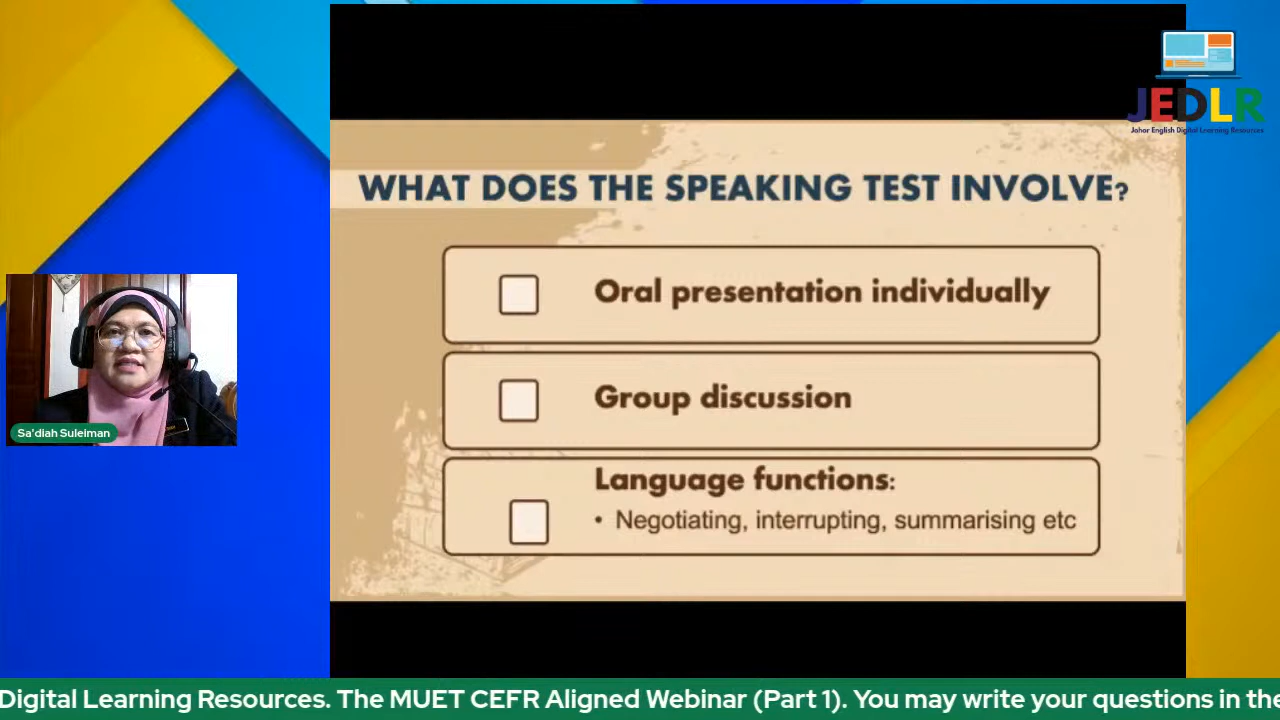 JEDLR
Johor English Digital Learning Resources
WHAT DOES THE SPEAKING TEST INVOLVE?
Oral presentation individually
Group discussion
Language functions:
• Negotiating, interrupting, summarising etc
Sa'diah Suleiman
Digital Learning Resources. The MUET CEFR Aligned Webinar (Part 1). You may write your questions in the